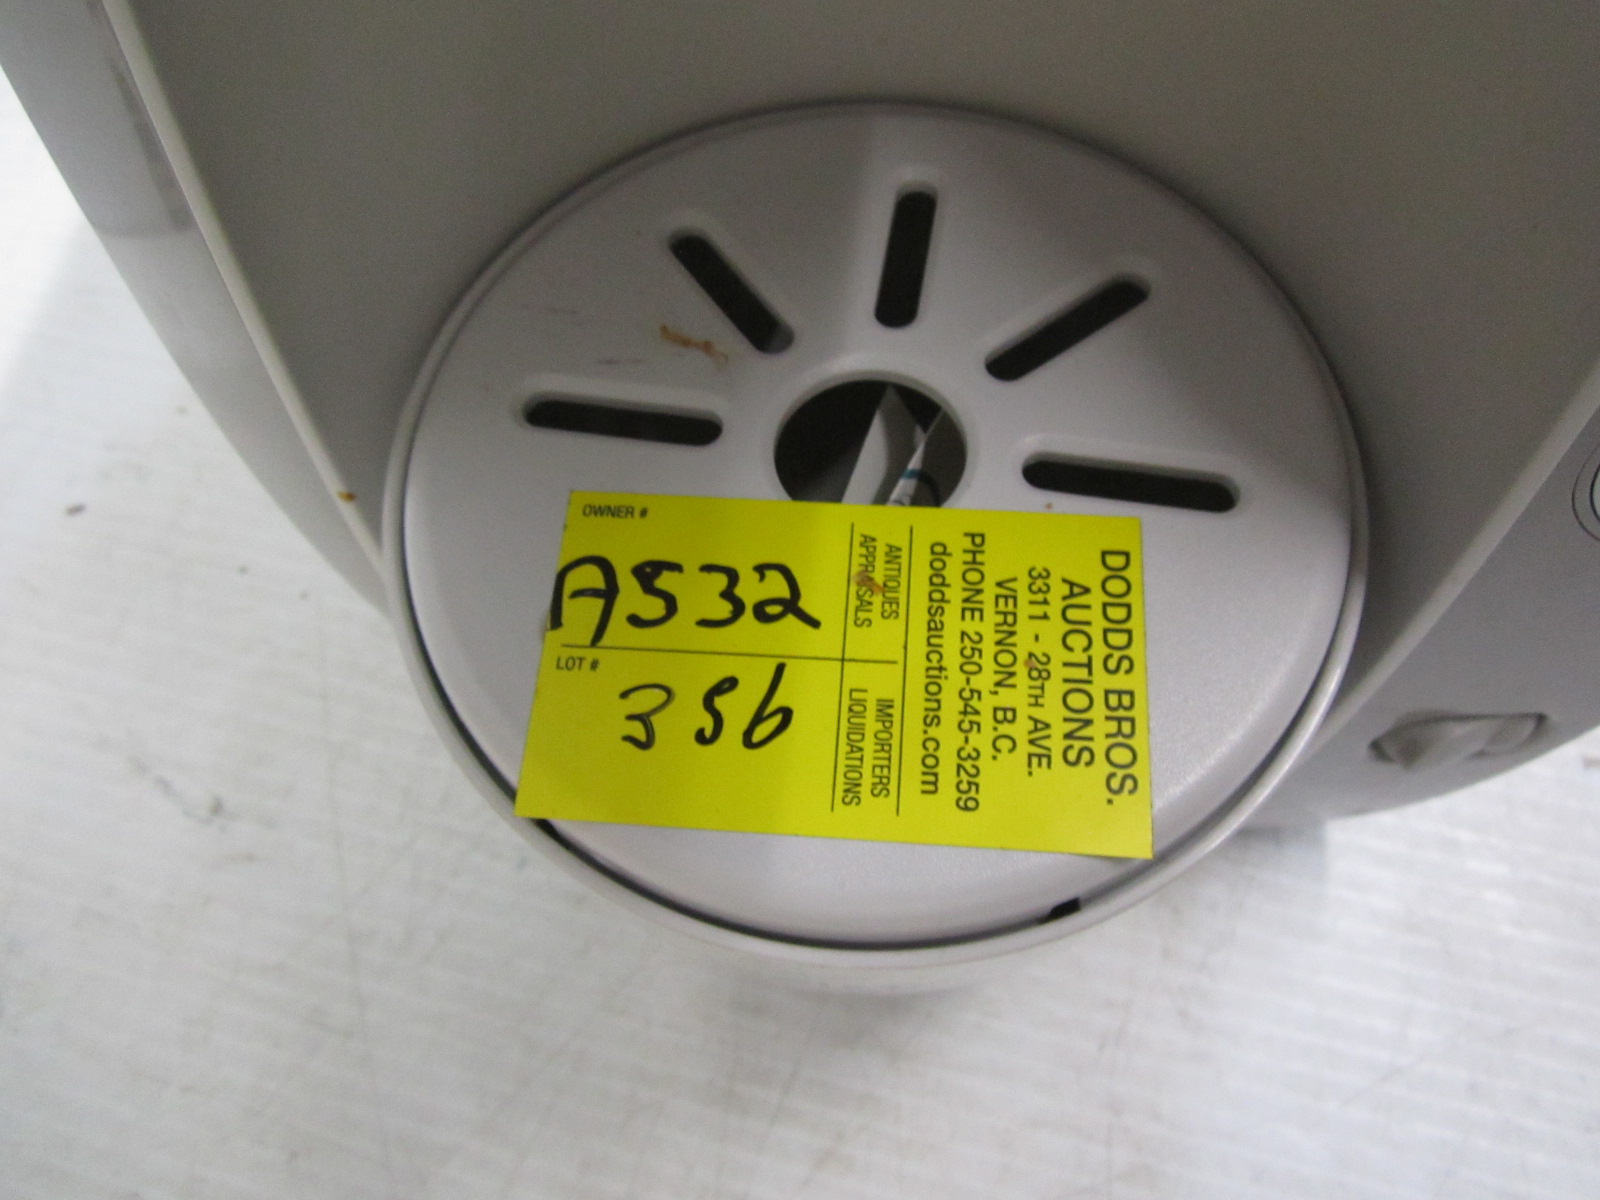 DODDS BROS.
AUCTIONS
3311 - 28TH AVE.
VERNON, B.C.
PHONE 250-545-3259
doddsauctions.com
ANTIQUES
APPRAISALS
IMPORTERS
LIQUIDATIONS
OWNER #
A532
LOT #
356